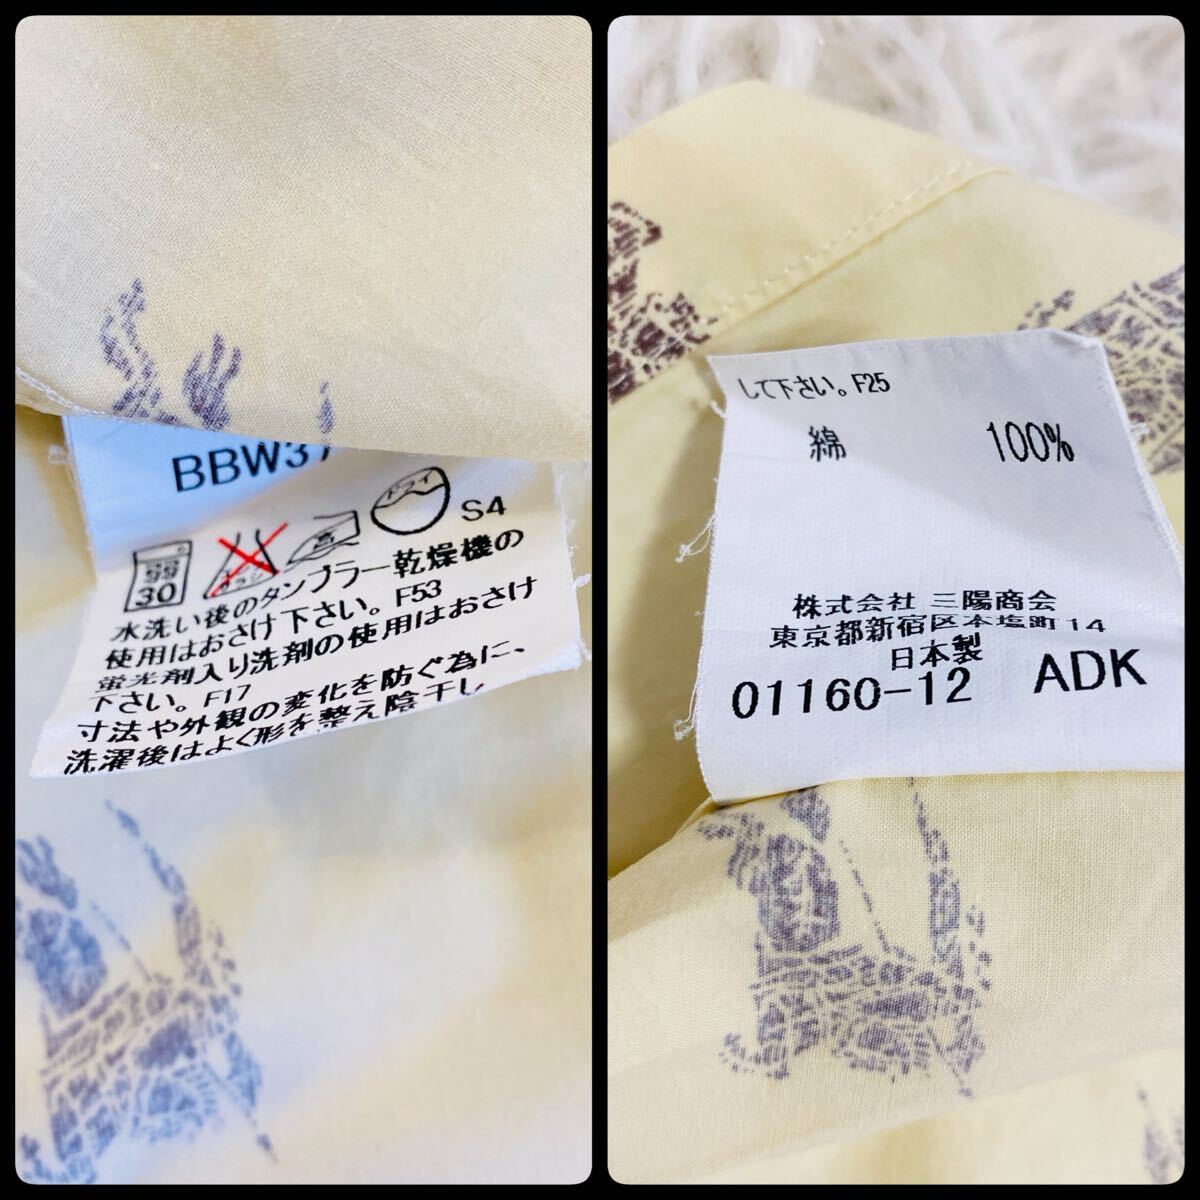 BBW37
30
高
ドライ
S4
水洗い後のタンブラー乾燥機の
使用はおさけ下さい。F53
蛍光剤入り洗剤の使用はおさけ
下さい。F17
寸法や外観の変化を防ぐ為に、
洗濯後はよく形を整え陰干し
して下さい。F25
綿 100%
株式会社 三陽商会
東京都新宿区本塩町14
日本製
01160-12 ADK